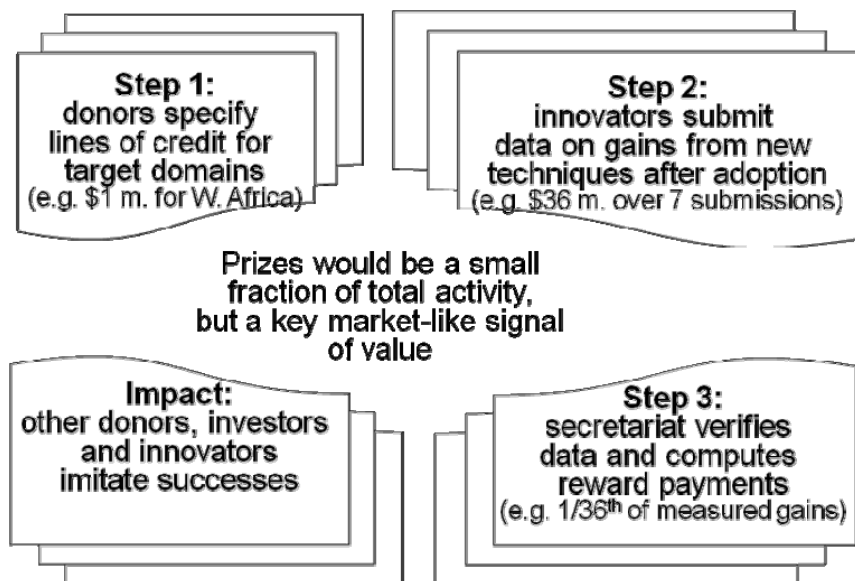 Step 1:
donors specify
lines of credit for
target domains
(e.g. $1 m. for W. Africa)
Step 2:
innovators submit
data on gains from new
techniques after adoption
(e.g. $36 m. over 7 submissions)
Prizes would be a small
fraction of total activity,
but a key market-like signal
of value
Impact:
other donors, investors
and innovators
imitate successes
Step 3:
secretariat verifies
data and computes
reward payments
(e.g. 1/36th of measured gains)